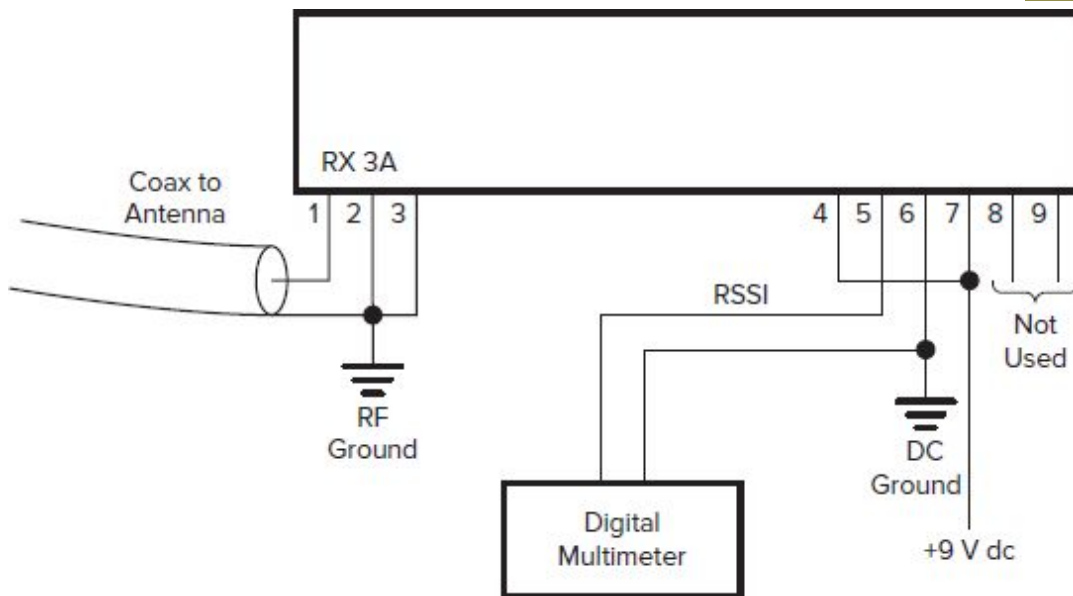 RX 3A
Coax to
Antenna
1 2 3
4 5 6 7 8 9
RSSI
Not
Used
RF
Ground
DC
Ground
Digital
Multimeter
+9 V dc